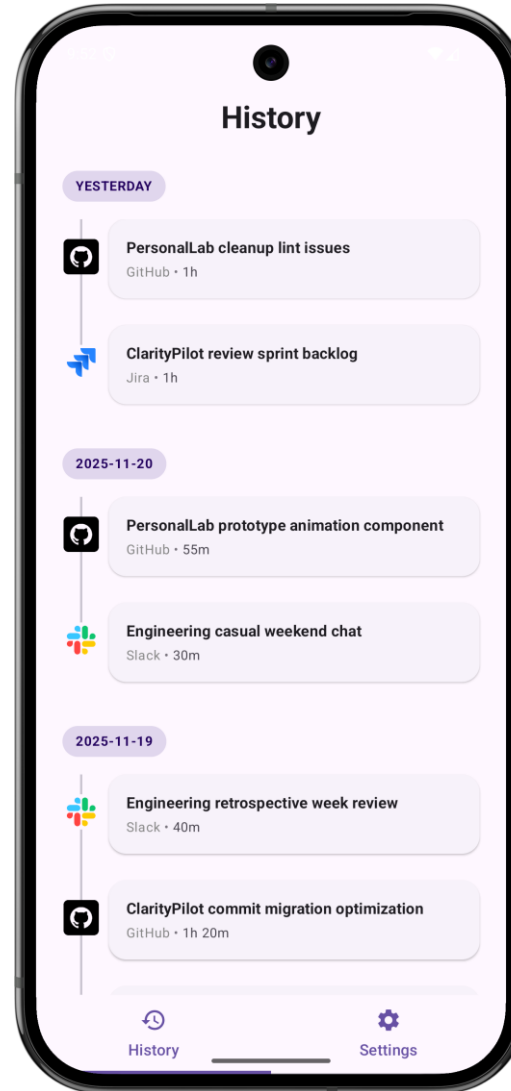 History
YESTERDAY
PersonalLab cleanup lint issues
GitHub • 1h
ClarityPilot review sprint backlog
Jira • 1h
2025-11-20
PersonalLab prototype animation component
GitHub • 55m
Engineering casual weekend chat
Slack • 30m
2025-11-19
Engineering retrospective week review
Slack • 40m
ClarityPilot commit migration optimization
GitHub • 1h 20m
History
Settings